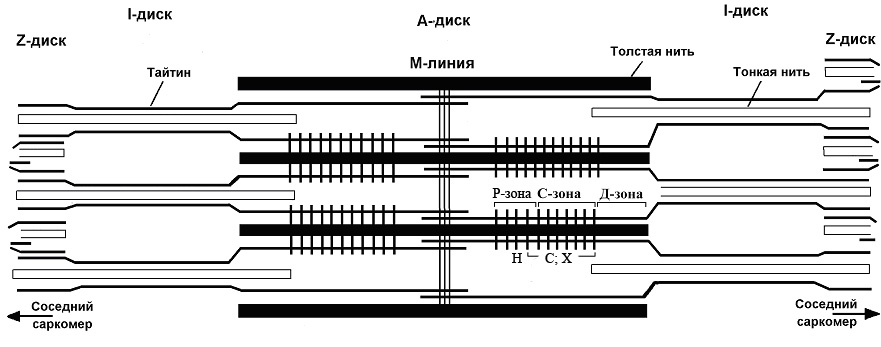 I-диск
А-диск
I-диск
Z-диск
Z-диск
М-линия
Толстая нить
Тайтин
Тонкая нить
Р-зона С-зона Д-зона
Н С; Х
Соседний
саркомер
Соседний
саркомер